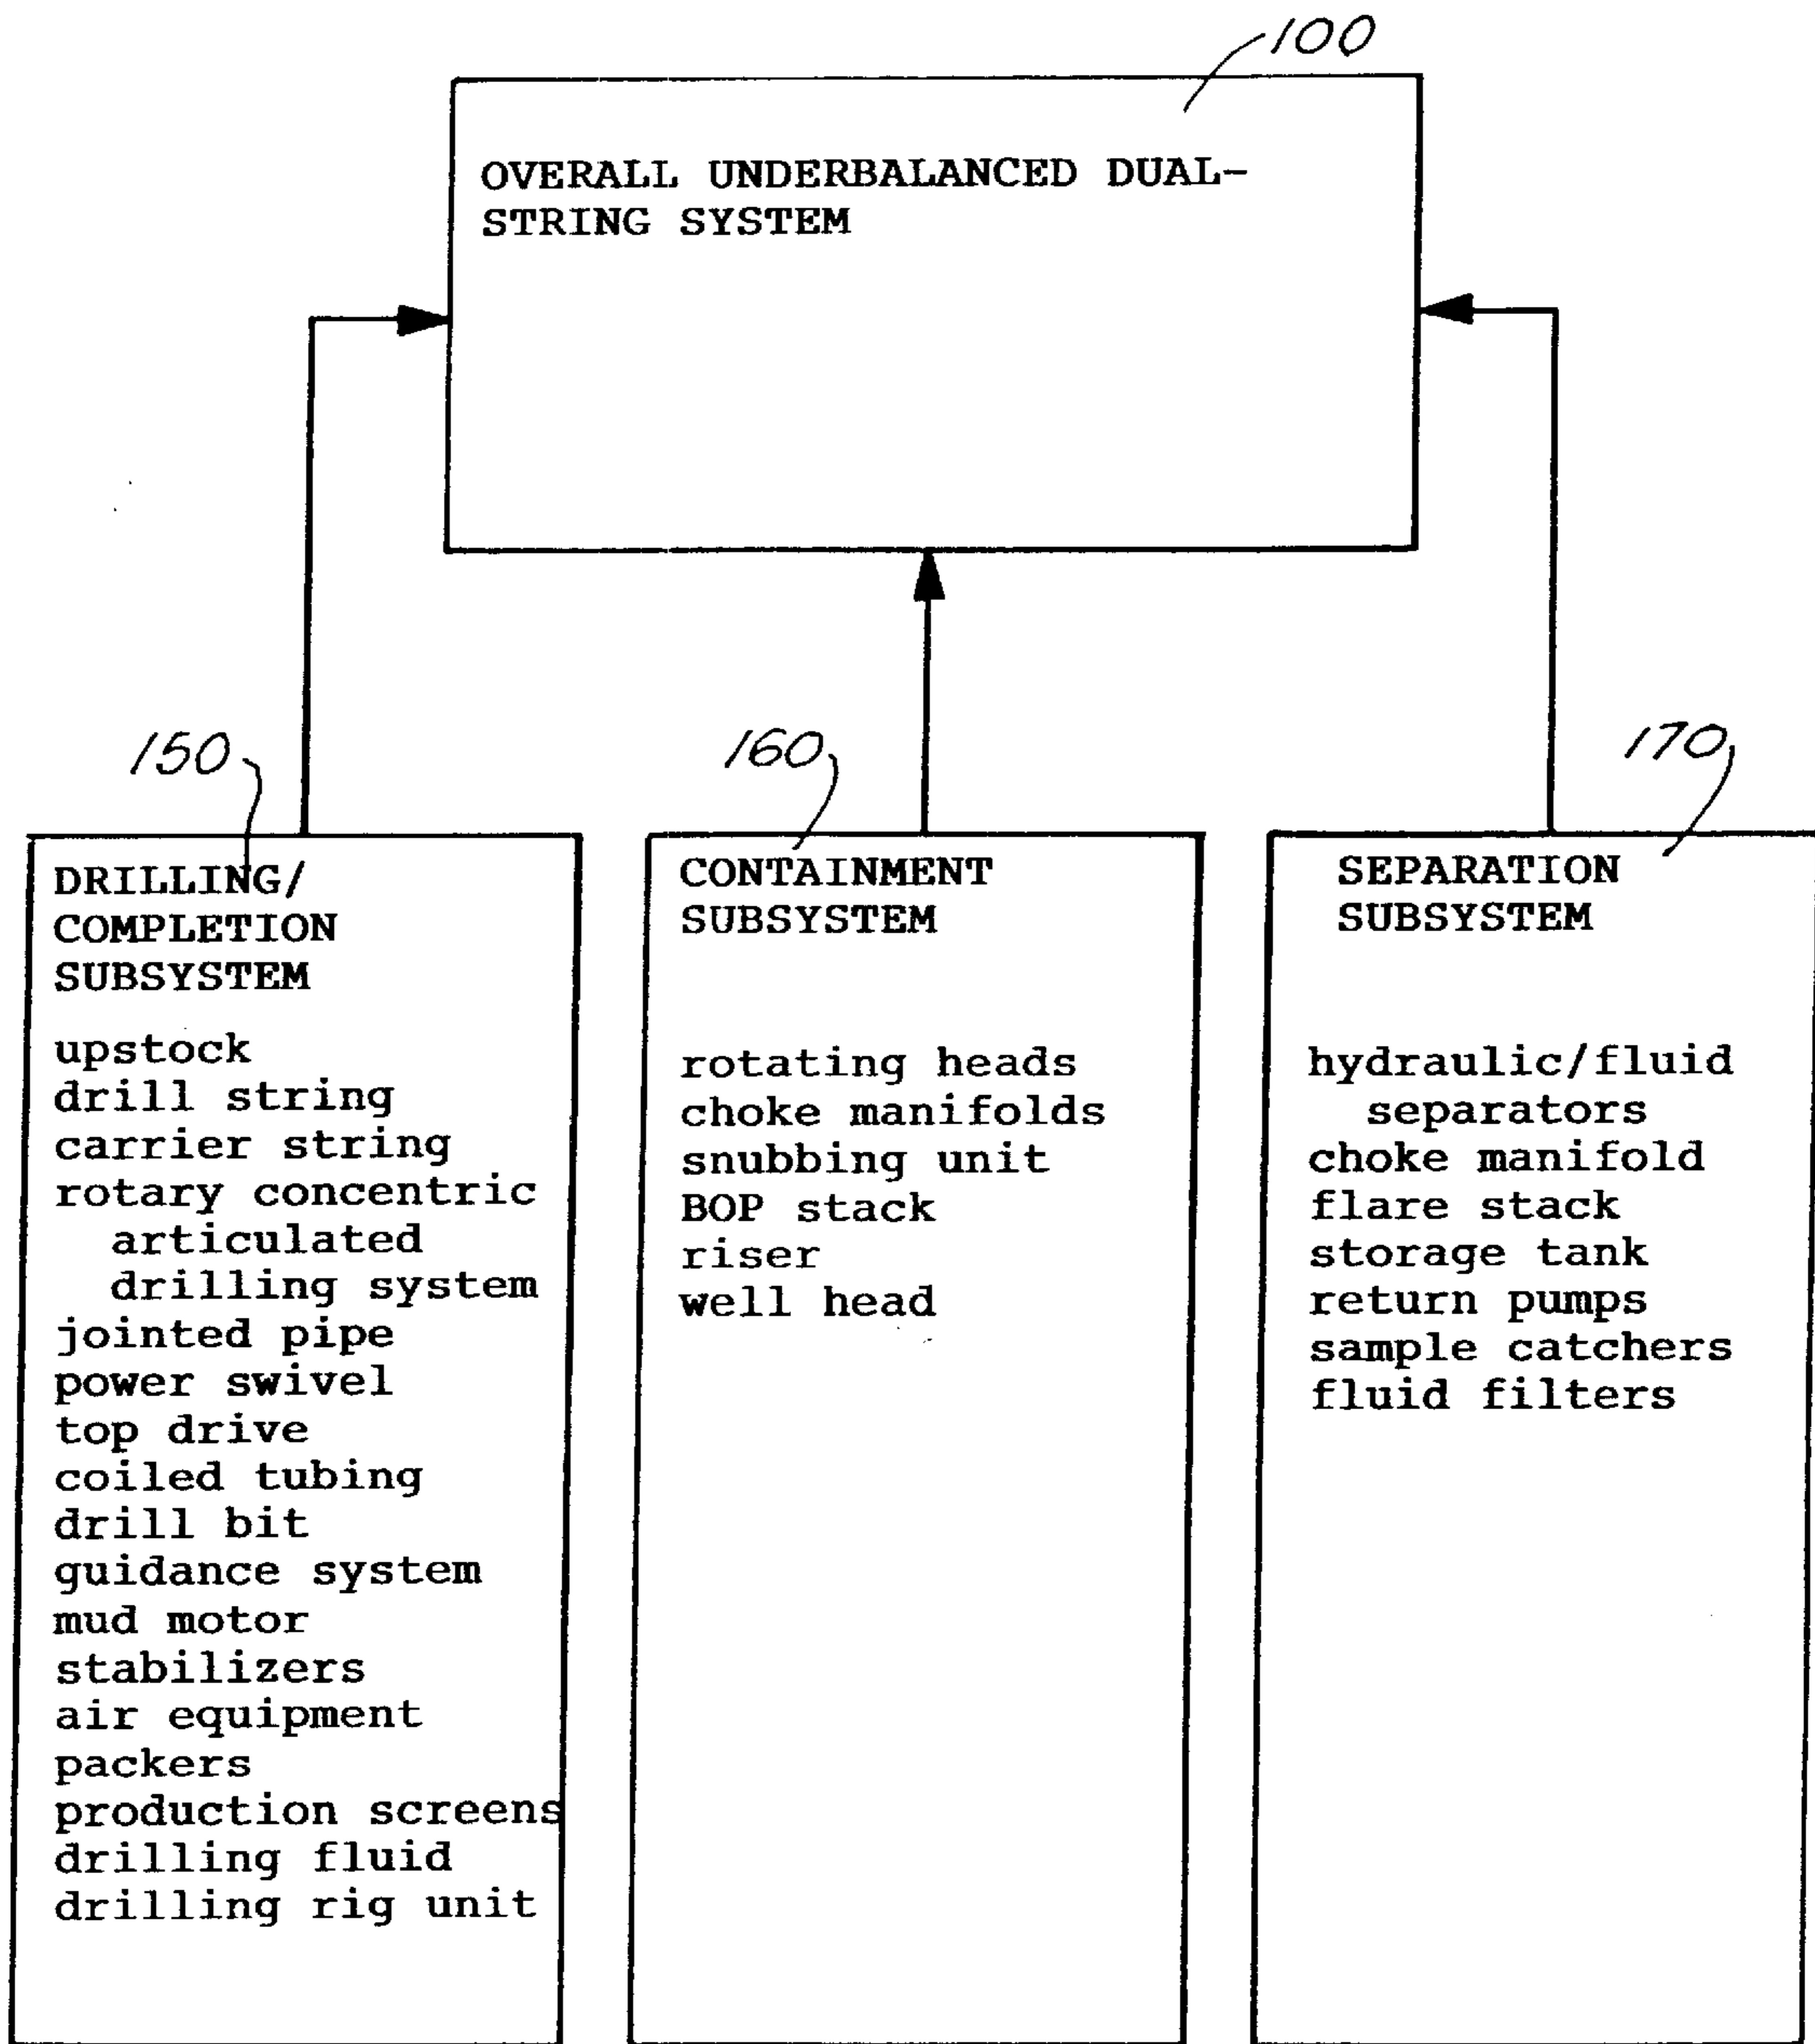 100
OVERALL UNDERBALANCED DUAL-
STRING SYSTEM
150
DRILLING/
COMPLETION
SUBSYSTEM
upstock
drill string
carrier string
rotary concentric
articulated
drilling system
jointed pipe
power swivel
top drive
coiled tubing
drill bit
guidance system
mud motor
stabilizers
air equipment
packers
production screens
drilling fluid
drilling rig unit
160
CONTAINMENT
SUBSYSTEM
rotating heads
choke manifolds
snubbing unit
BOP stack
riser
well head
170
SEPARATION
SUBSYSTEM
hydraulic/fluid
separators
choke manifold
flare stack
storage tank
return pumps
sample catchers
fluid filters